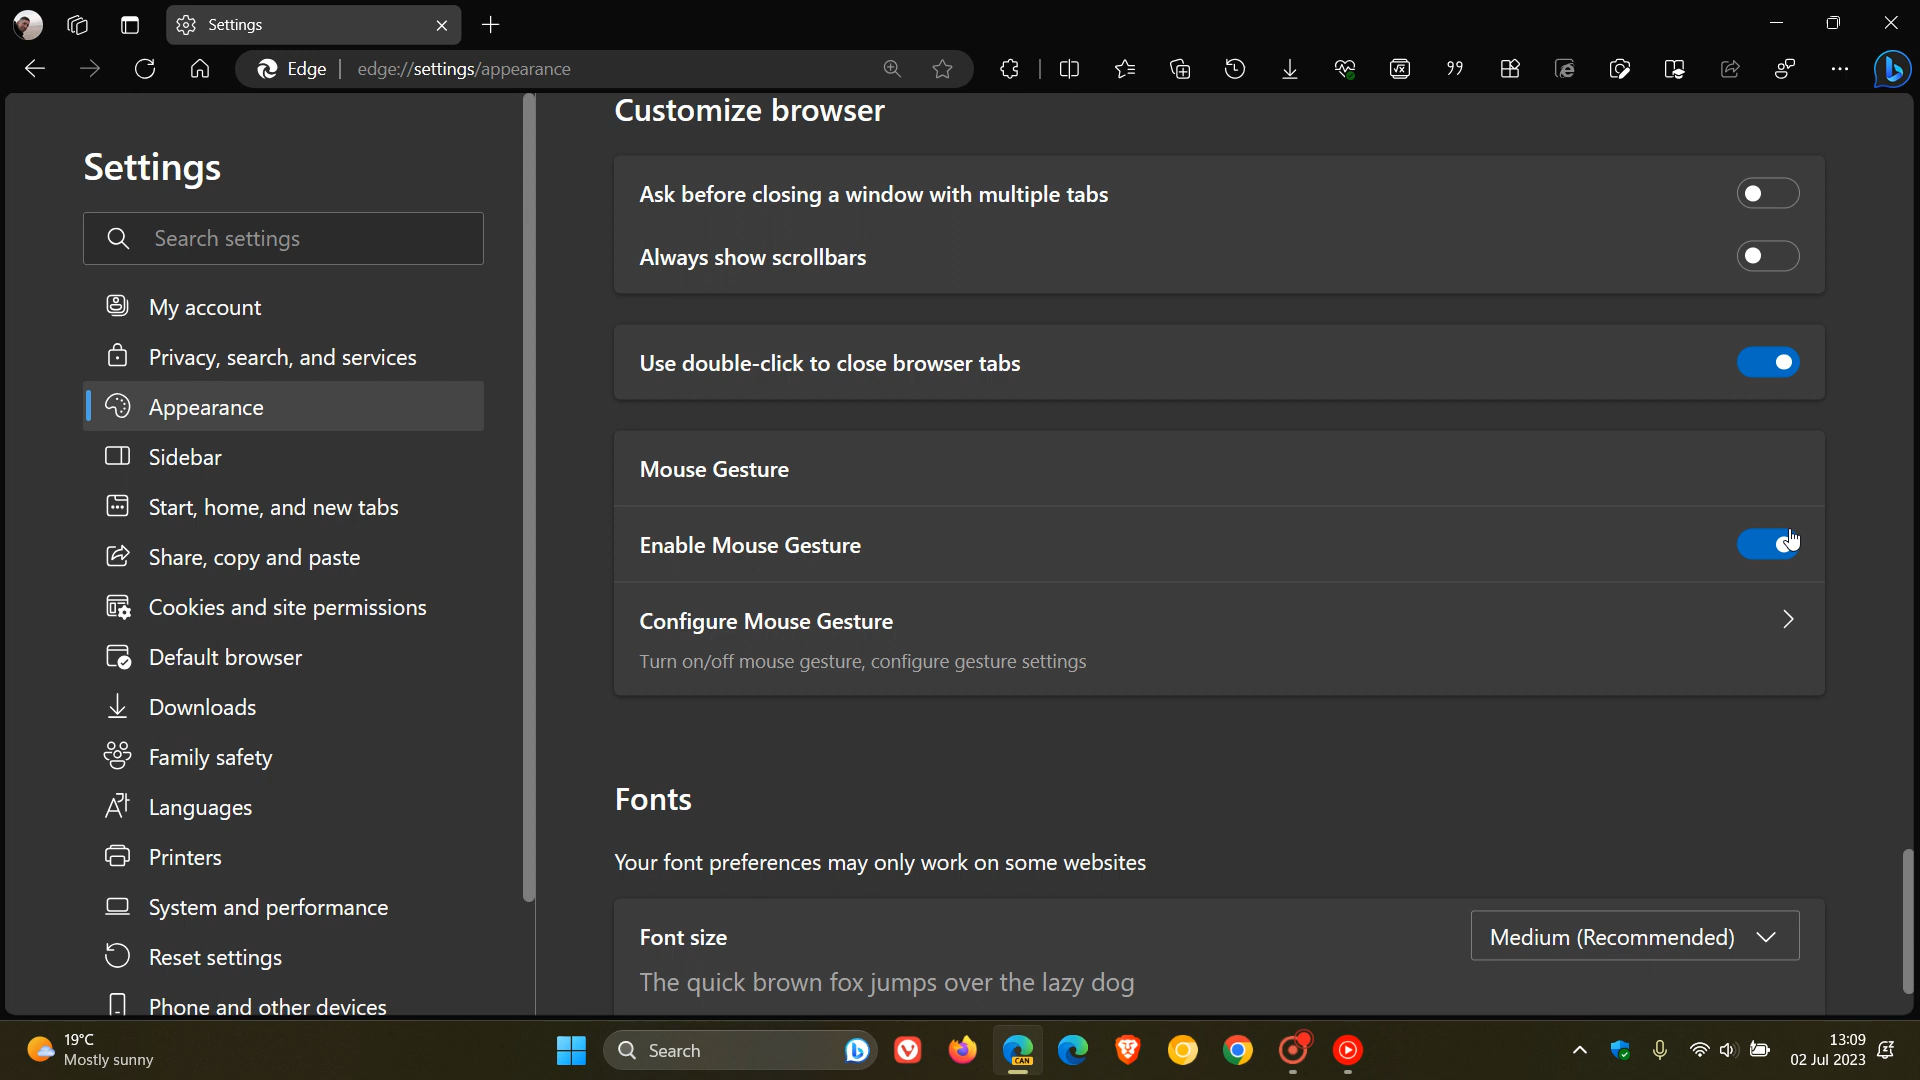 Settings
Edge
edge://settings/appearance
Settings
Search settings
My account
Privacy, search, and services
Appearance
Sidebar
Start, home, and new tabs
Share, copy and paste
Cookies and site permissions
Default browser
Downloads
Family safety
Languages
Printers
System and performance
Reset settings
Phone and other devices
Customize browser
Ask before closing a window with multiple tabs
Always show scrollbars
Use double-click to close browser tabs
Mouse Gesture
Enable Mouse Gesture
Configure Mouse Gesture
Turn on/off mouse gesture, configure gesture settings
Fonts
Your font preferences may only work on some websites
Font size
Medium (Recommended)
The quick brown fox jumps over the lazy dog
19°C
Mostly sunny
Search
CAN
13:09
02 Jul 2023